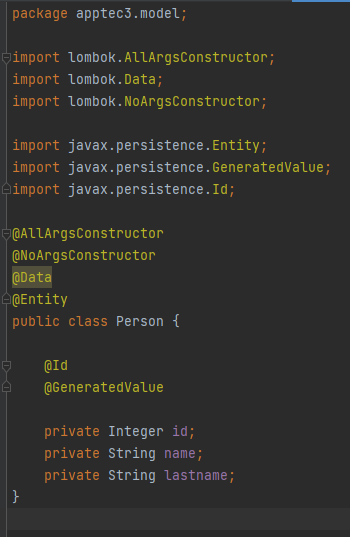 package apptec3.model;
import lombok.AllArgsConstructor;
import lombok.Data;
import lombok.NoArgsConstructor;
import javax.persistence.Entity;
import javax.persistence.GeneratedValue;
import javax.persistence.Id;
@AllArgsConstructor
@NoArgsConstructor
@Data
@Entity
public class Person {
@Id
@GeneratedValue
private Integer id;
private String name;
private String lastname;
}